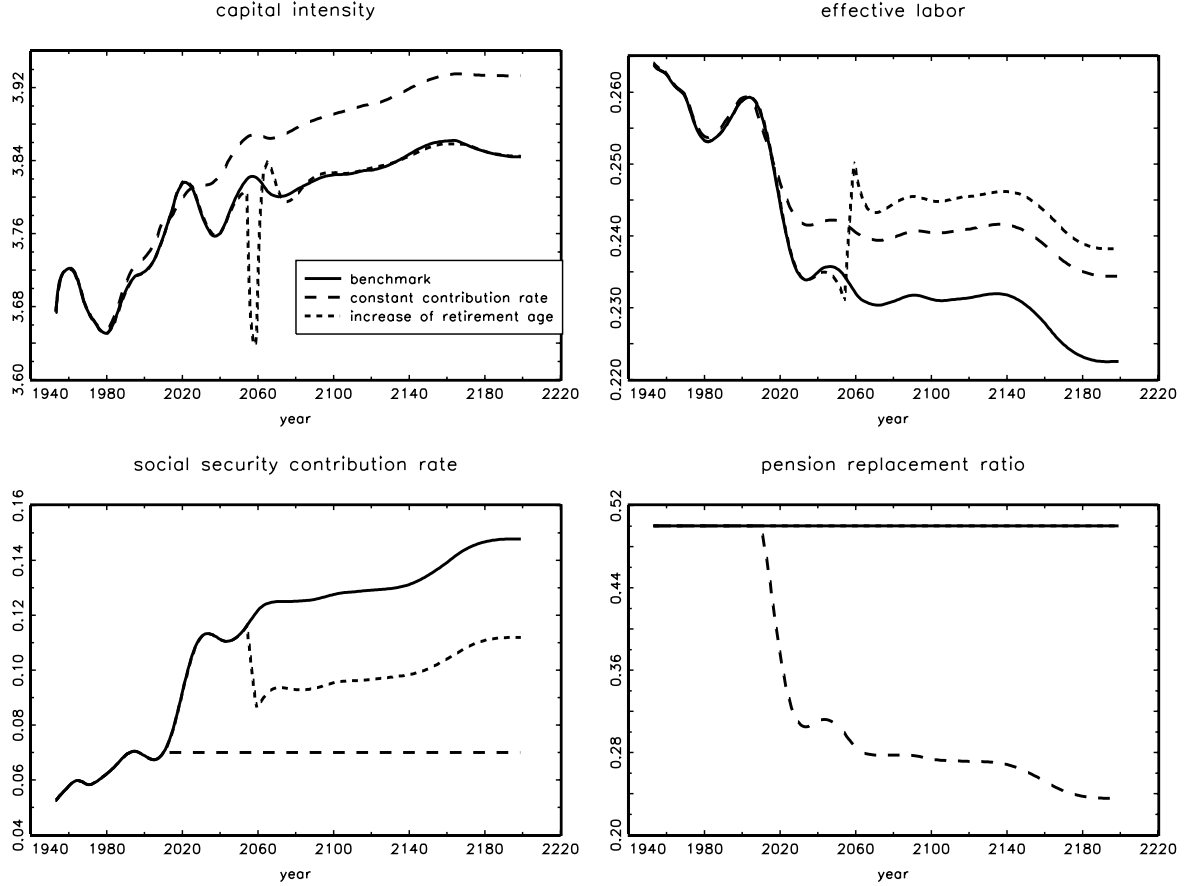 capital intensity
3.92
3.84
3.76
3.68
3.60
benchmark
constant contribution rate
increase of retirement age
1940 1980 2020 2060 2100 2140 2180 2220
year
effective labor
0.260
0.250
0.240
0.230
0.220
1940 1980 2020 2060 2100 2140 2180 2220
year
social security contribution rate
0.16
0.14
0.12
0.10
0.08
0.06
0.04
1940 1980 2020 2060 2100 2140 2180 2220
year
pension replacement ratio
0.52
0.44
0.36
0.28
0.20
1940 1980 2020 2060 2100 2140 2180 2220
year